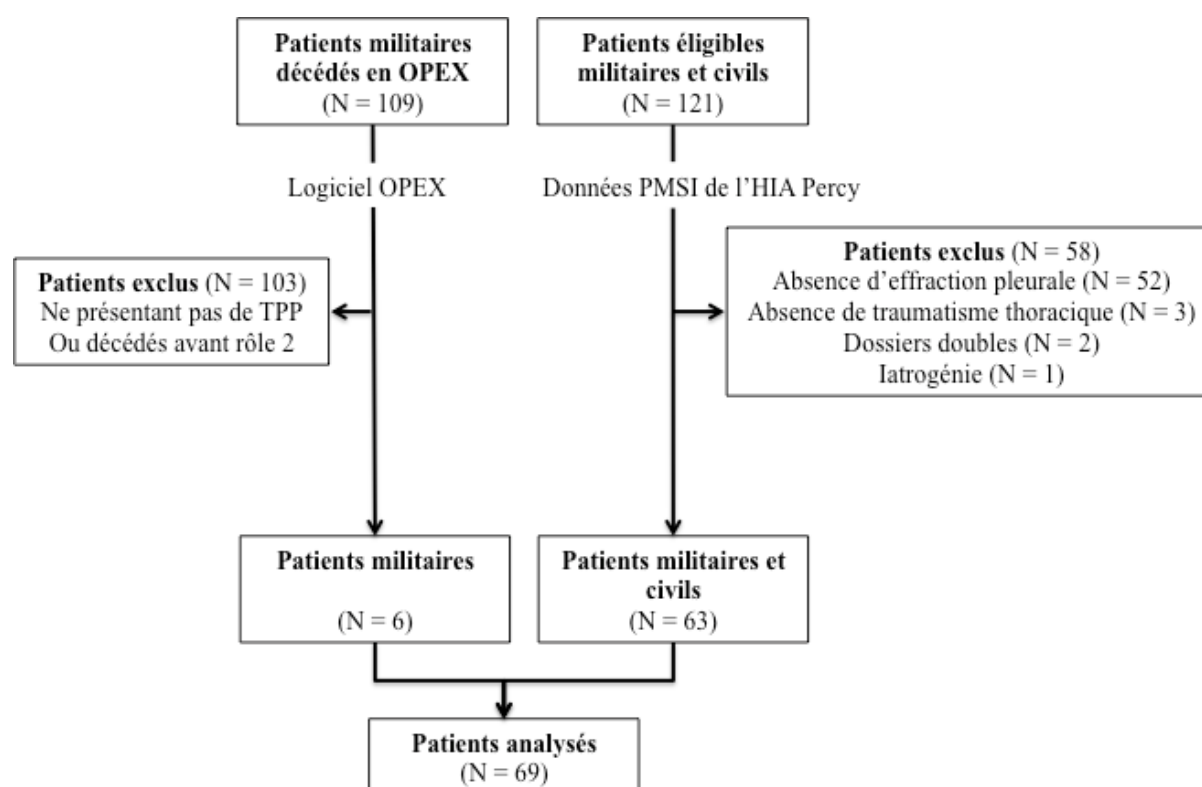 Patients militaires
décédés en OPEX
(N = 109)
Patients éligibles
militaires et civils
(N = 121)
Logiciel OPEX
Données PMSI de l’HIA Percy
Patients exclus (N = 103)
Ne présentant pas de TPP
Ou décédés avant rôle 2
Patients exclus (N = 58)
Absence d’effraction pleurale (N = 52)
Absence de traumatisme thoracique (N = 3)
Dossiers doubles (N = 2)
Iatrogénie (N = 1)
Patients militaires
(N = 6)
Patients militaires et
civils
(N = 63)
Patients analysés
(N = 69)